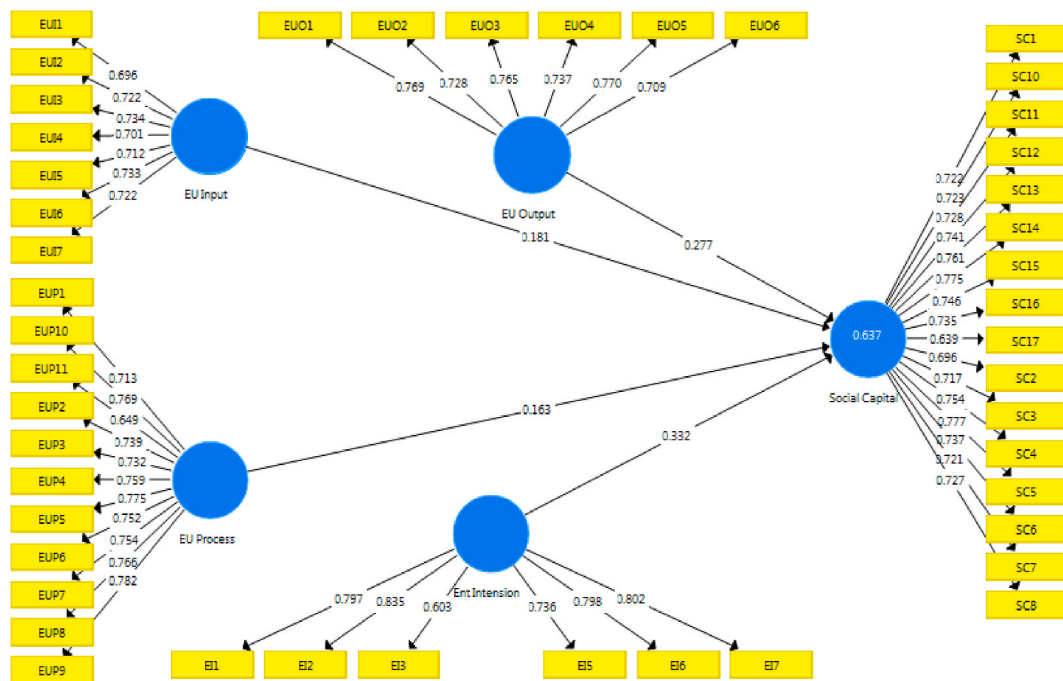 EUI1
EUI2
EUI3
EUI4
EUI5
EUI6
EUI7
0.696
0.722
0.734
0.701
0.712
0.733
0.722
EU Input
EUO1
EUO2
EUO3
EUO4
EUO5
EUO6
0.769
0.728
0.765
0.737
0.770
0.709
EU Output
0.181
0.277
EUP1
EUP10
EUP11
EUP2
EUP3
EUP4
EUP5
EUP6
EUP7
EUP8
EUP9
0.713
0.769
0.649
0.739
0.732
0.759
0.775
0.752
0.754
0.766
0.782
EU Process
0.163
0.332
Ent Intension
0.797
0.835
0.603
0.736
0.798
0.802
EI1
EI2
EI3
EI5
EI6
EI7
0.637
Social Capital
0.722
0.723
0.728
0.741
0.761
0.775
0.746
0.735
0.639
0.696
0.717
0.754
0.777
0.737
0.721
0.727
SC1
SC10
SC11
SC12
SC13
SC14
SC15
SC16
SC17
SC2
SC3
SC4
SC5
SC6
SC7
SC8